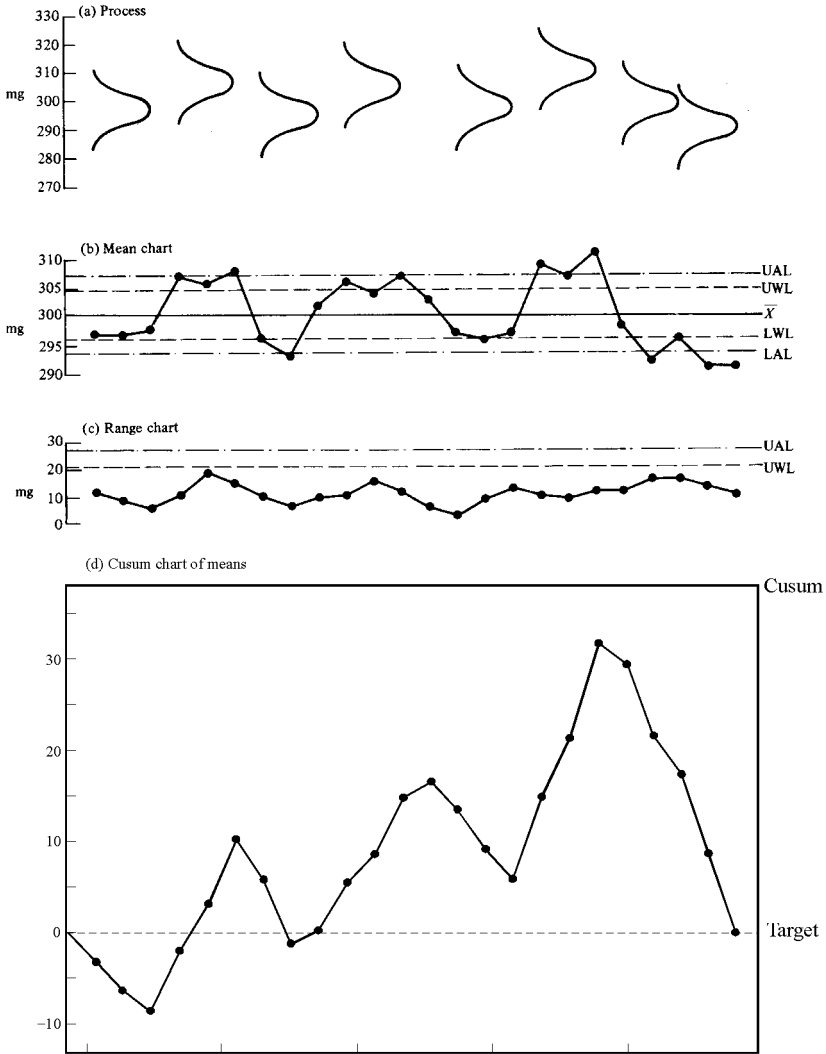 (a) Process
330
320
310
mg 300
290
280
270
(b) Mean chart
310
UAL
305
UWL
300
X̅
mg
LWL
295
LAL
290
(c) Range chart
30
UAL
20
UWL
mg
10
0
(d) Cusum chart of means
Cusum
30
20
10
0
Target
−10